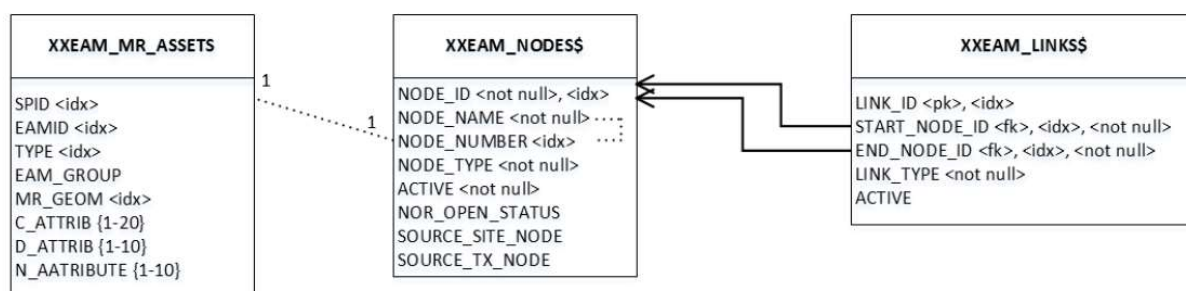 XXEAM_MR_ASSETS
SPID <idx>
EAMID <idx>
TYPE <idx>
EAM_GROUP
MR_GEOM <idx>
C_ATTRIB {1-20}
D_ATTRIB {1-10}
N_AATRIBUTE {1-10}
1
1
XXEAM_NODES$
NODE_ID <not null>, <idx>
NODE_NAME <not null>
NODE_NUMBER <idx>
NODE_TYPE <not null>
ACTIVE <not null>
NOR_OPEN_STATUS
SOURCE_SITE_NODE
SOURCE_TX_NODE
XXEAM_LINKS$
LINK_ID <pk>, <idx>
START_NODE_ID <fk>, <idx>, <not null>
END_NODE_ID <fk>, <idx>, <not null>
LINK_TYPE <not null>
ACTIVE